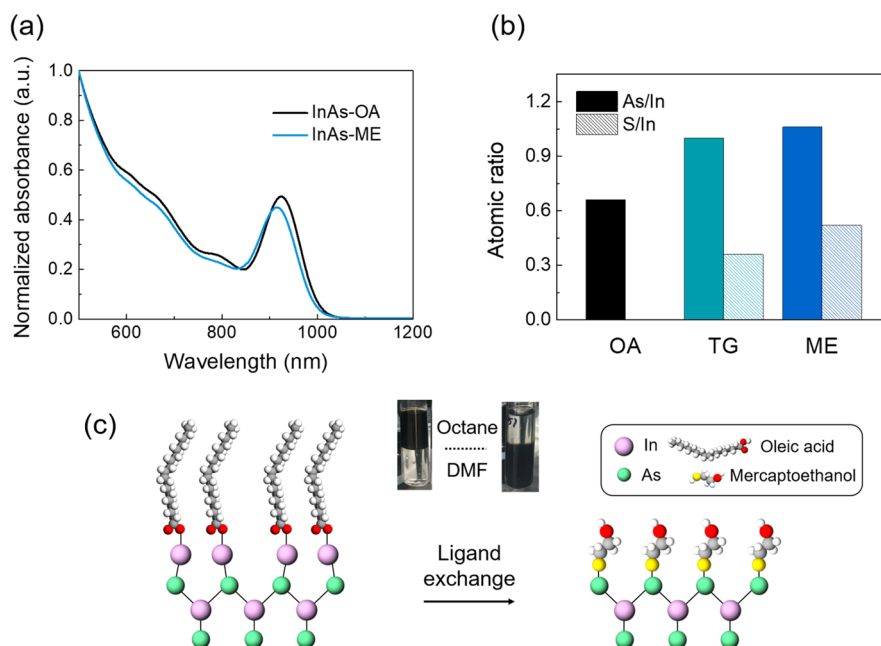 (a)
Normalized absorbance (a.u.)
1.0
0.8
0.6
0.4
0.2
0.0
600
800
1000
1200
Wavelength (nm)
InAs-OA
InAs-ME
(b)
Atomic ratio
1.2
0.9
0.6
0.3
0.0
As/In
S/In
OA
TG
ME
(c)
Octane
DMF
Ligand
exchange
In
Oleic acid
As
Mercaptoethanol